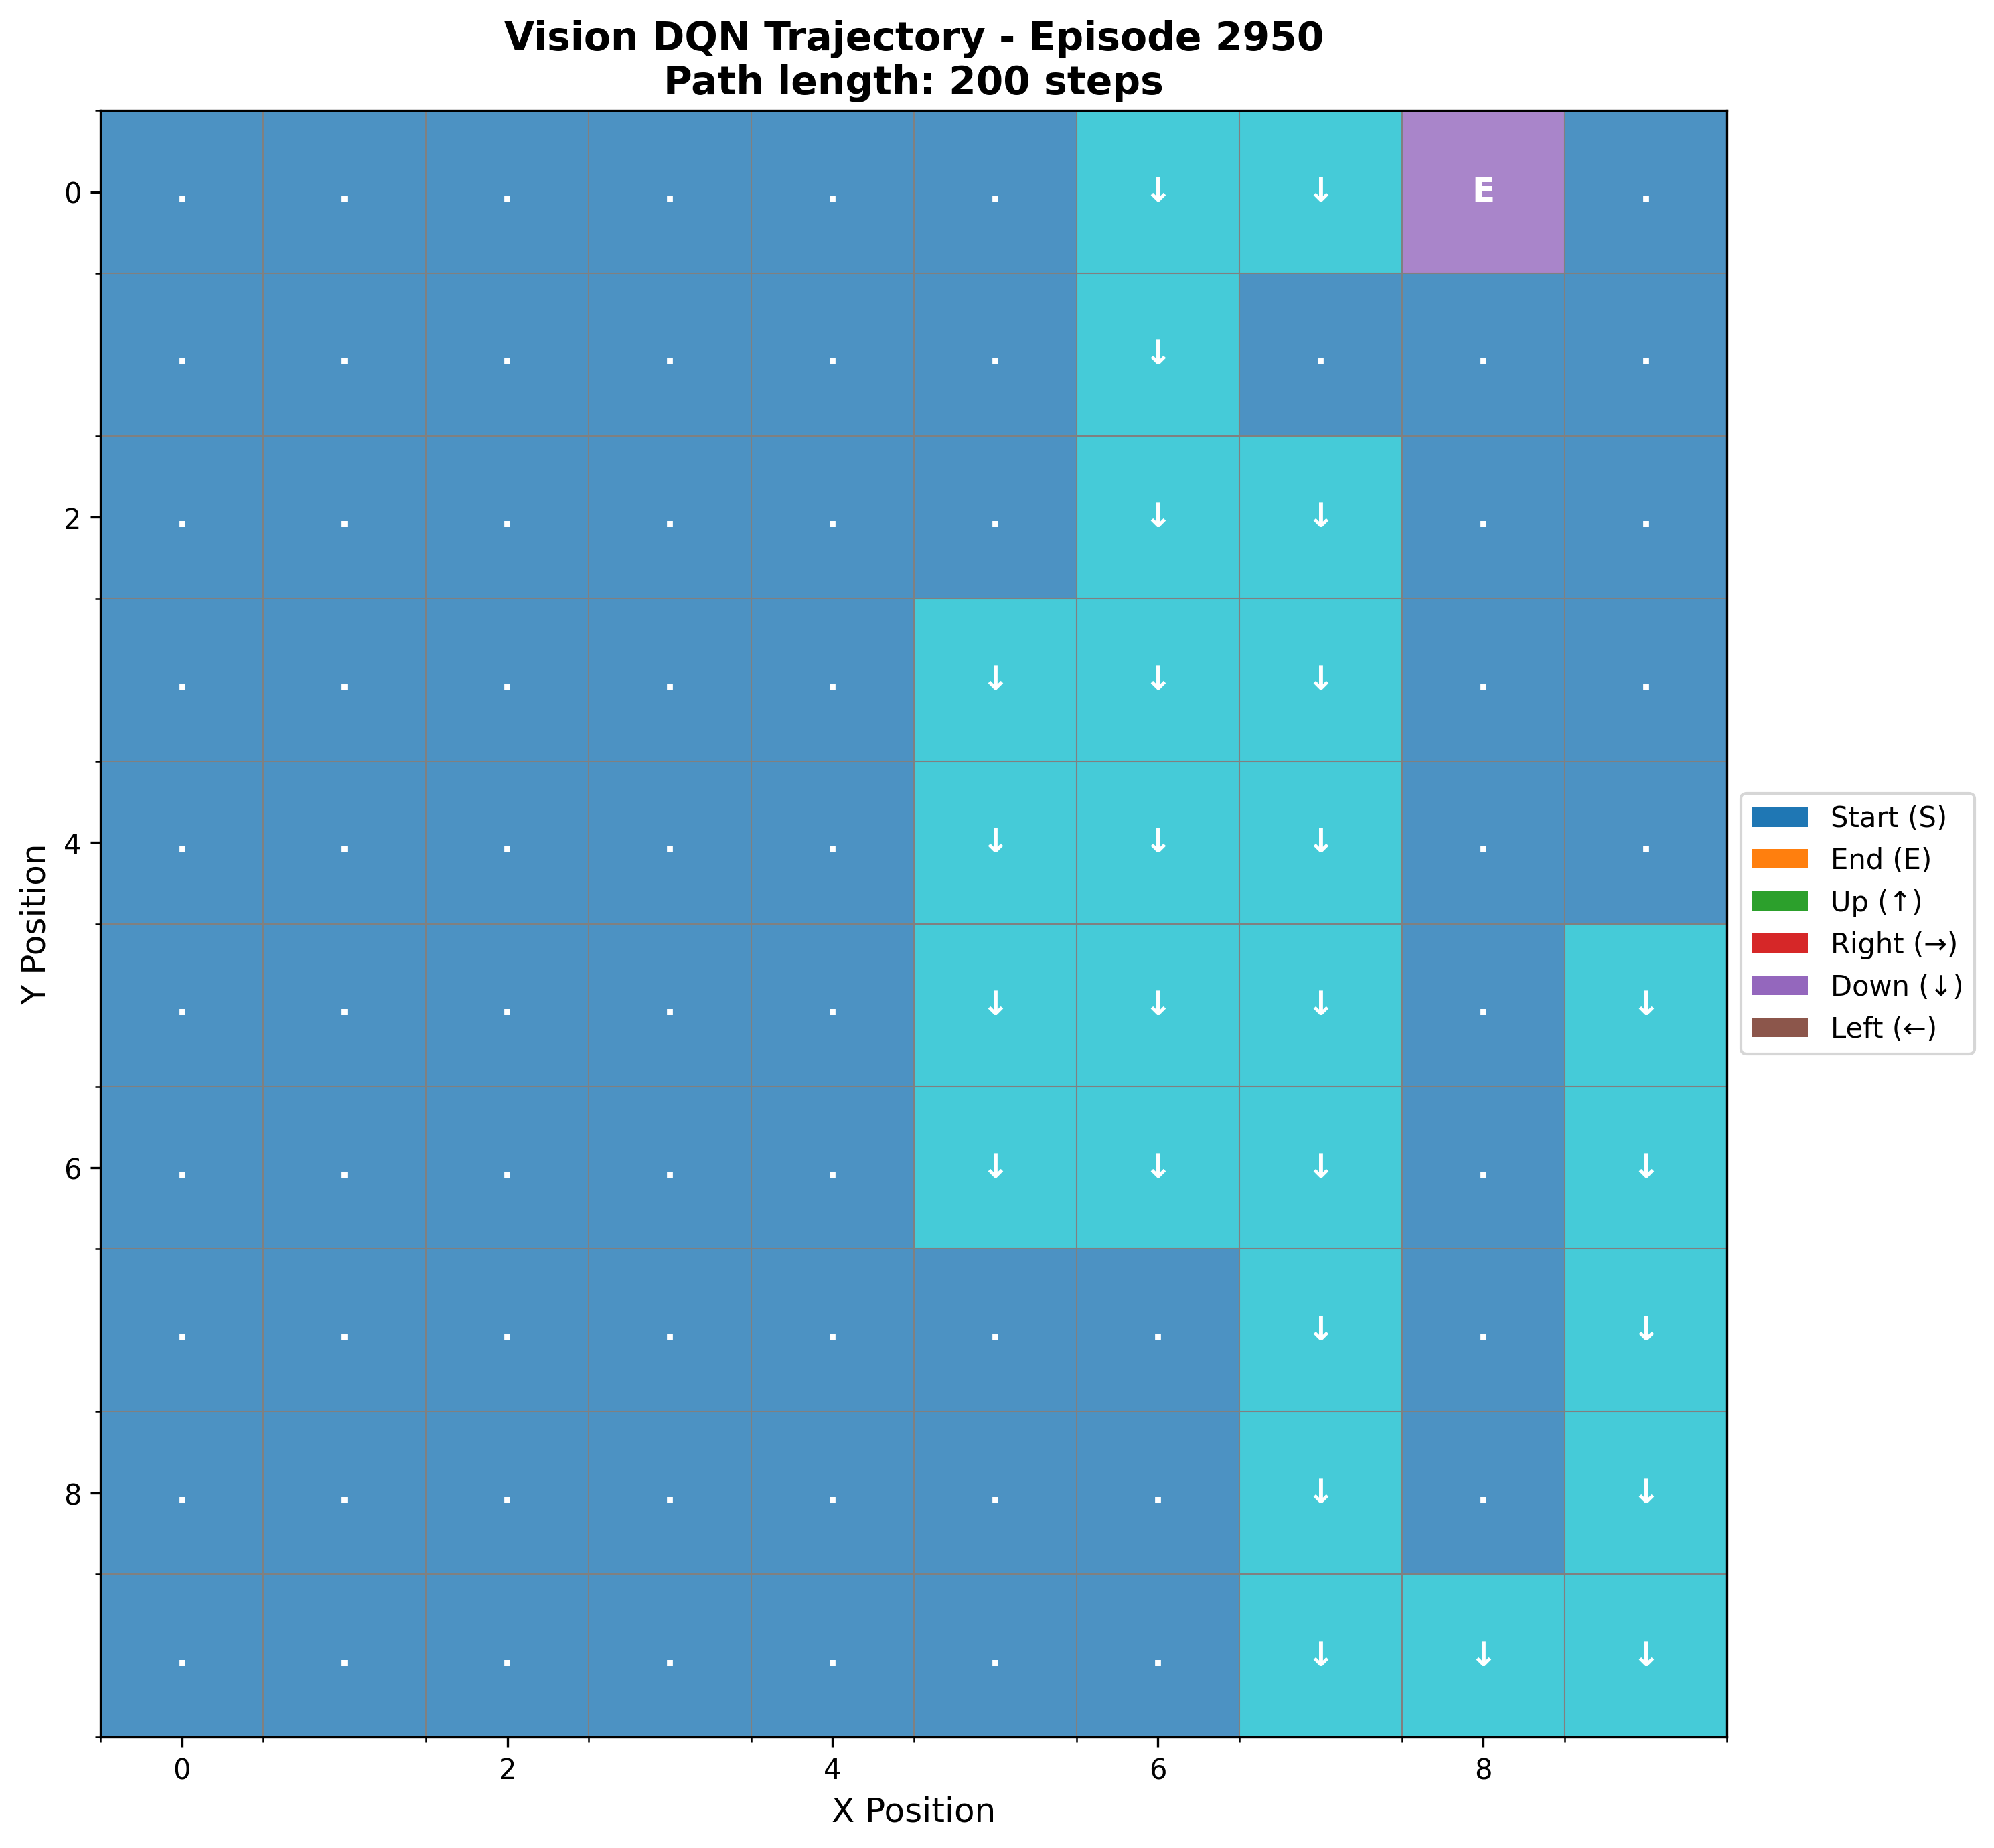 Vision DQN Trajectory - Episode 2950
Path length: 200 steps
Y Position
0 . . . . . . ↓ ↓ E .
. . . . . . ↓ . . .
2 . . . . . . ↓ ↓ . .
. . . . . ↓ ↓ ↓ . .
4 . . . . . ↓ ↓ ↓ . .
. . . . . ↓ ↓ ↓ . ↓
6 . . . . . ↓ ↓ ↓ . ↓
. . . . . . . ↓ . ↓
8 . . . . . . . ↓ . ↓
. . . . . . . ↓ ↓ ↓
0 2 4 6 8
X Position
Start (S)
End (E)
Up (↑)
Right (→)
Down (↓)
Left (←)